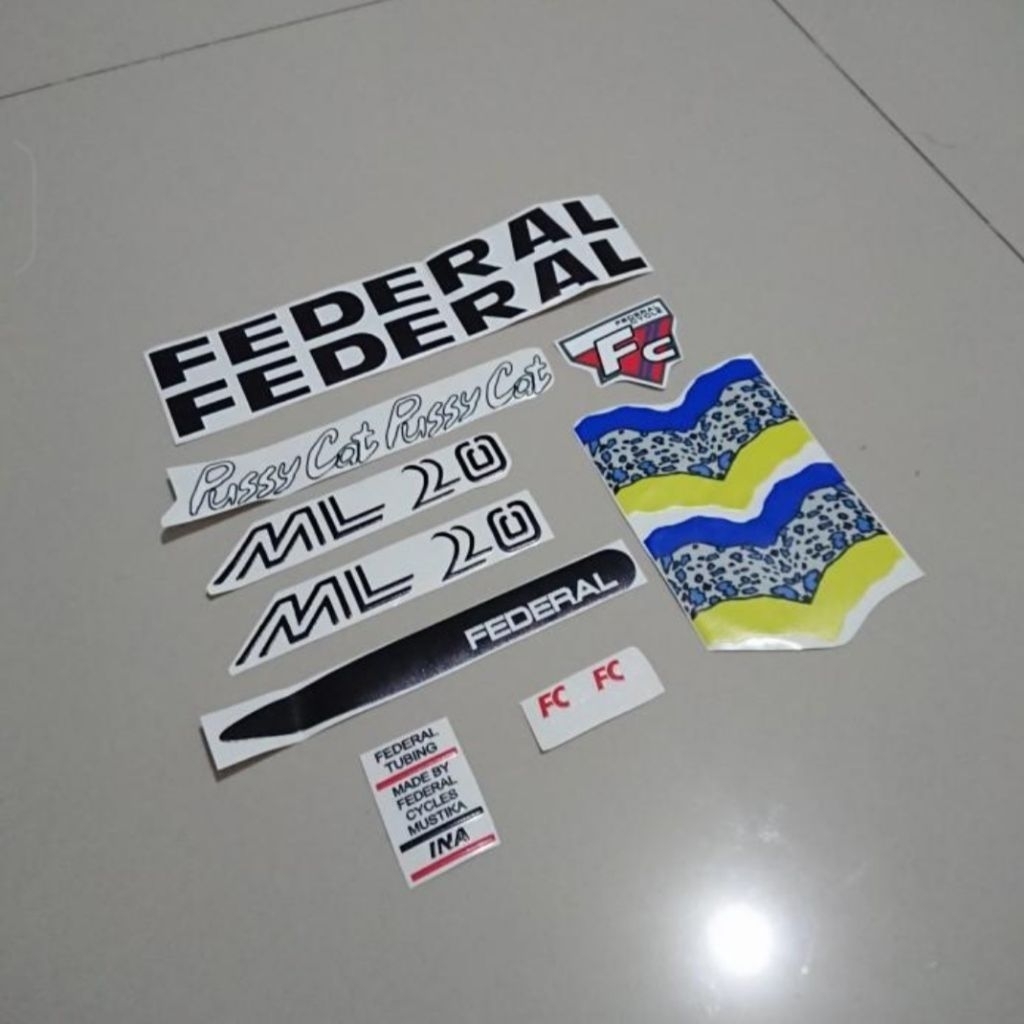 FEDERAL
FEDERAL
FEDERAL
CYCLE
FC
Pussy Cat Pussy Cat
ML 20
ML 20
FEDERAL
FC FC
FEDERAL
TUBING
MADE BY
FEDERAL
CYCLES
MUSTIKA
INA